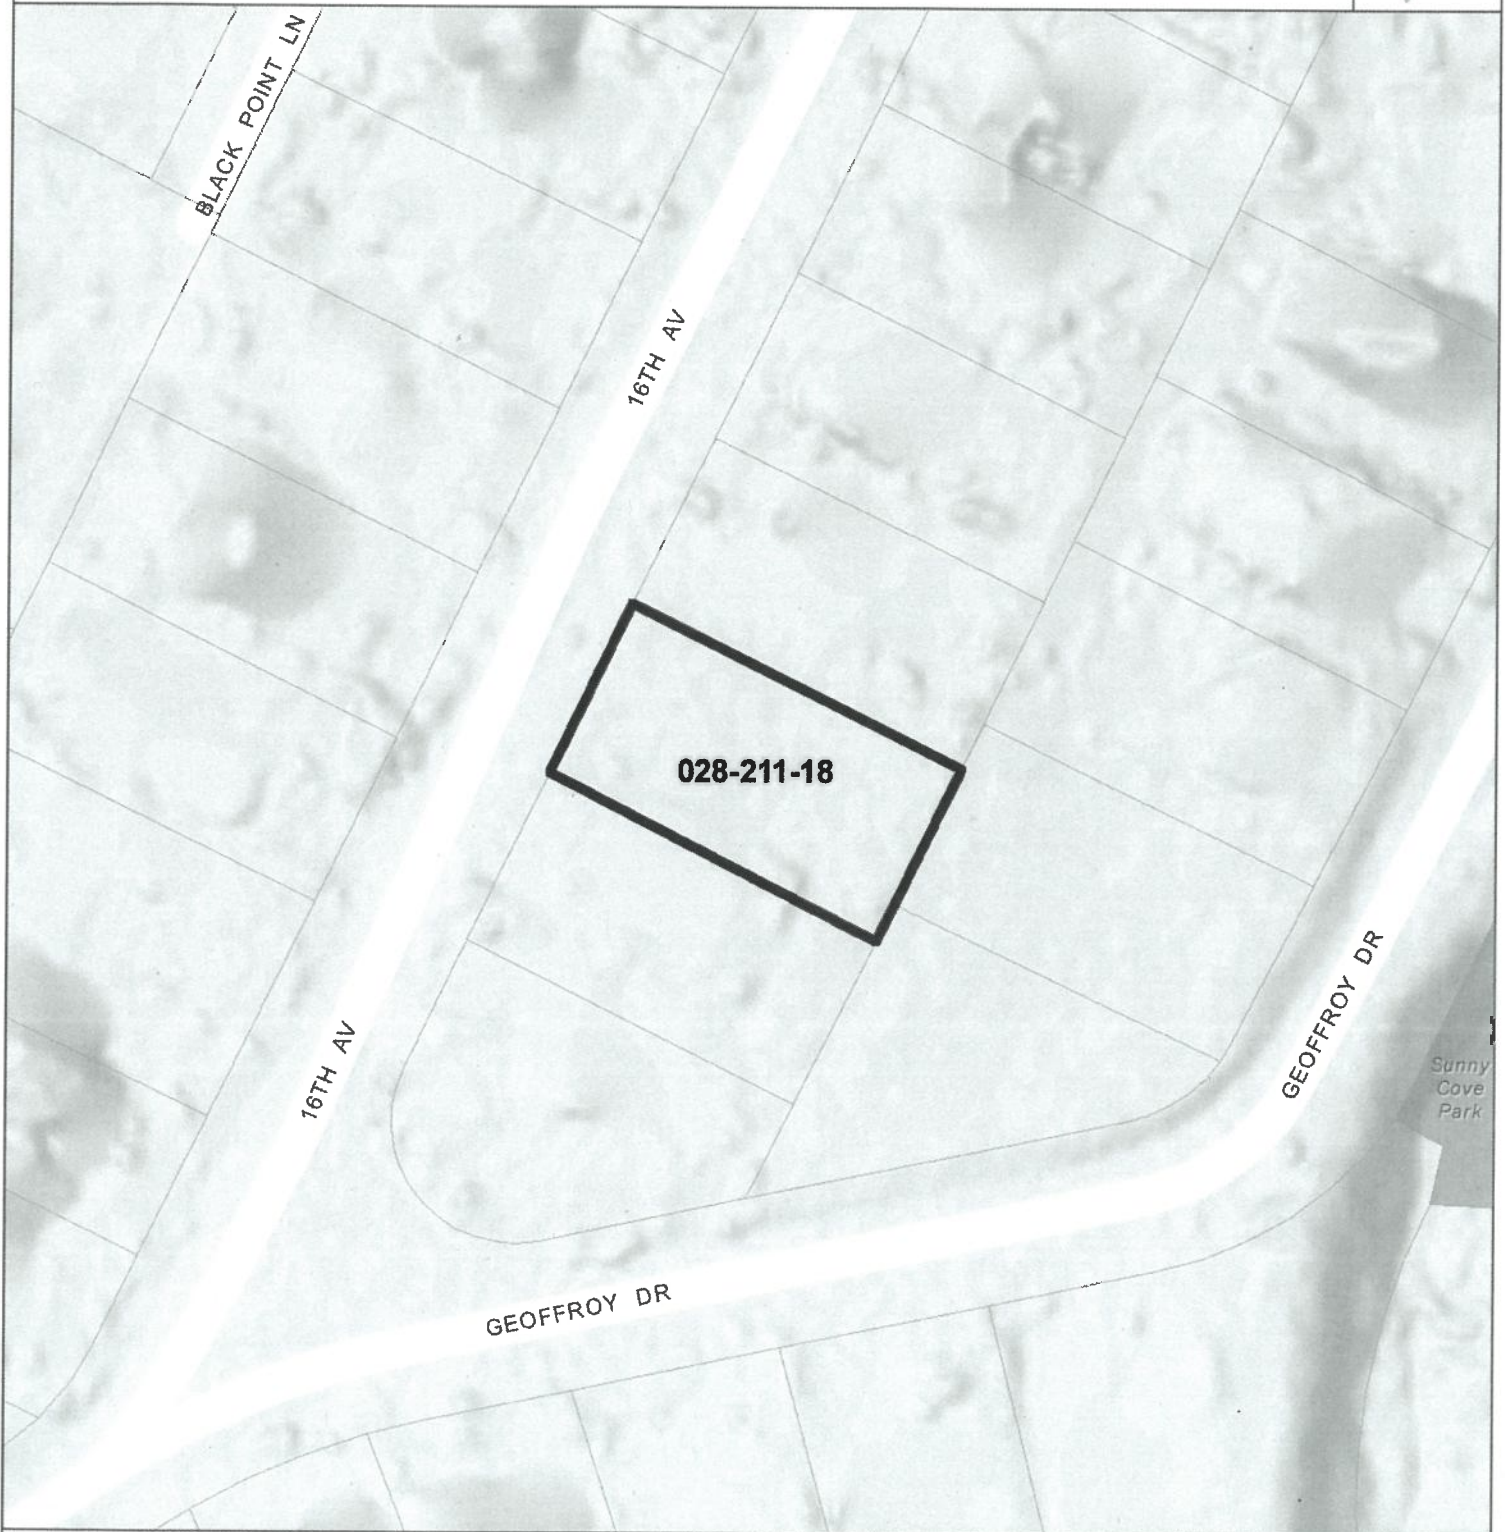 BLACK POINT LN
16TH AV
028-211-18
GEOFFROY DR
16TH AV
Sunny
Cove
Park
GEOFFROY DR